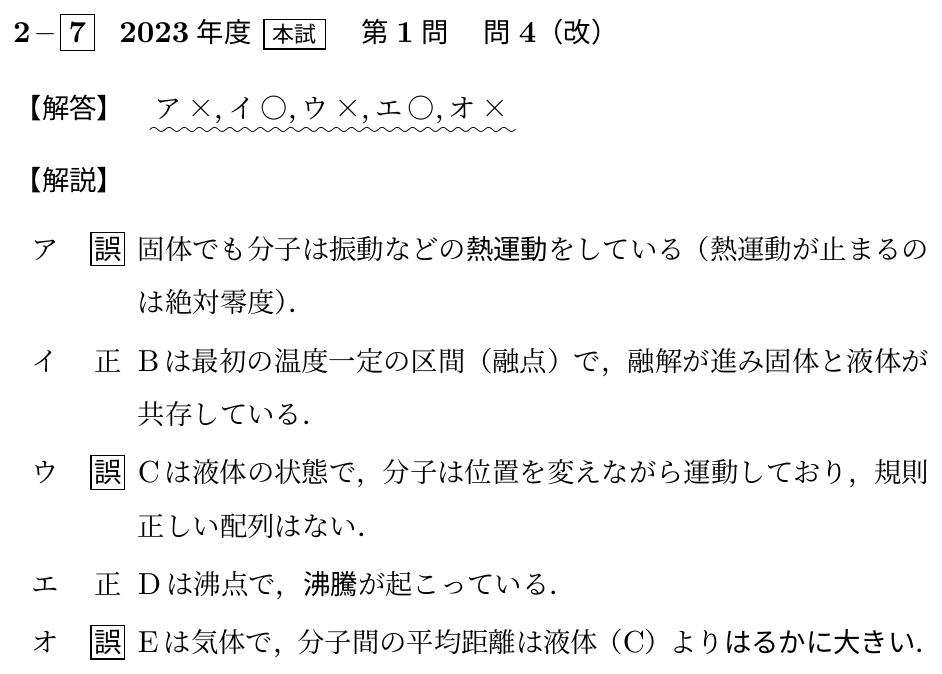 2−7 2023年度 本試 第1問 問4（改）
【解答】 ア×,イ○,ウ×,エ○,オ×
【解説】
ア 誤 固体でも分子は振動などの熱運動をしている（熱運動が止まるの
は絶対零度）.
イ 正 Bは最初の温度一定の区間（融点）で，融解が進み固体と液体が
共存している.
ウ 誤 Cは液体の状態で，分子は位置を変えながら運動しており，規則
正しい配列はない.
エ 正 Dは沸点で，沸騰が起こっている.
オ 誤 Eは気体で，分子間の平均距離は液体（C）よりはるかに大きい.